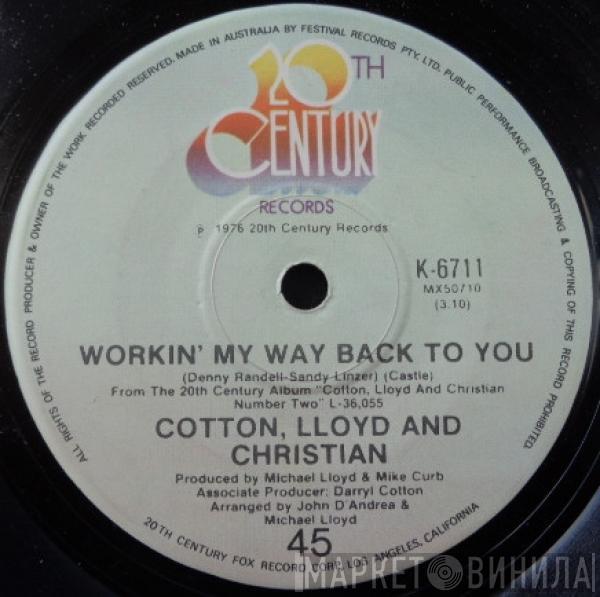 20TH
CENTURY
RECORDS
℗ 1976 20th Century Records
K-6711
MX50710
(3.10)
WORKIN' MY WAY BACK TO YOU
(Denny Randell-Sandy Linzer) (Castle)
From The 20th Century Album "Cotton, Lloyd And Christian
Number Two" L-36,055
COTTON, LLOYD AND
CHRISTIAN
Produced by Michael Lloyd & Mike Curb
Associate Producer: Darryl Cotton
Arranged by John D'Andrea &
Michael Lloyd
45
20TH CENTURY FOX RECORD CORP. LOS ANGELES, CALIFORNIA
ALL RIGHTS OF THE RECORD PRODUCER & OWNER OF THE WORK RECORDED RESERVED. MADE IN AUSTRALIA BY FESTIVAL RECORDS PTY. LTD. PUBLIC PERFORMANCE BROADCASTING & COPYING OF THIS RECORD PROHIBITED.
МАРКЕТ ВИНИЛА